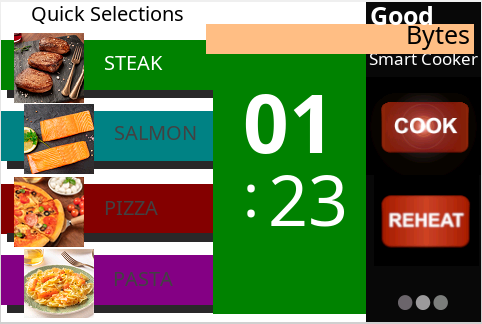 Quick Selections
STEAK
SALMON
PIZZA
PASTA
01
:23
Good
Bytes
Smart Cooker
COOK
REHEAT